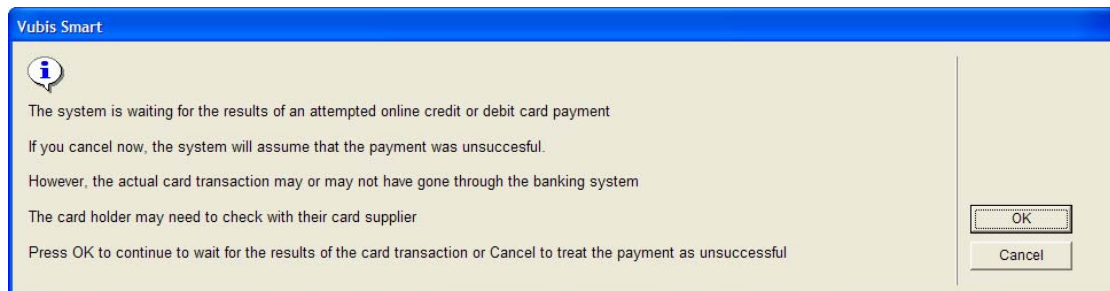 Vubis Smart
The system is waiting for the results of an attempted online credit or debit card payment
If you cancel now, the system will assume that the payment was unsuccesful.
However, the actual card transaction may or may not have gone through the banking system
The card holder may need to check with their card supplier
OK
Press OK to continue to wait for the results of the card transaction or Cancel to treat the payment as unsuccessful
Cancel